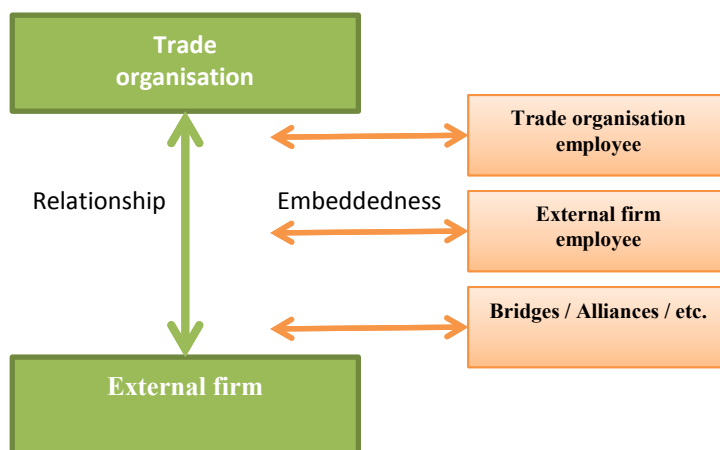 Trade
organisation
Trade organisation
employee
Relationship
Embeddedness
External firm
employee
Bridges / Alliances / etc.
External firm